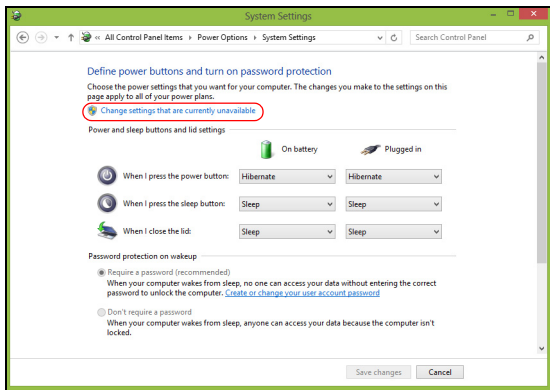 System Settings
« All Control Panel Items ▸ Power Options ▸ System Settings
Search Control Panel
Define power buttons and turn on password protection
Choose the power settings that you want for your computer. The changes you make to the settings on this
page apply to all of your power plans.
Change settings that are currently unavailable
Power and sleep buttons and lid settings
On battery Plugged in
When I press the power button: Hibernate Hibernate
When I press the sleep button: Sleep Sleep
When I close the lid: Sleep Sleep
Password protection on wakeup
Require a password (recommended)
When your computer wakes from sleep, no one can access your data without entering the correct
password to unlock the computer. Create or change your user account password
Don't require a password
When your computer wakes from sleep, anyone can access your data because the computer isn't
locked.
Save changes Cancel